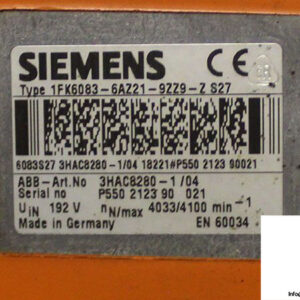 SIEMENS CE
Type 1FK6083-6AZ21-9ZZ9-Z S27
6083S27 3HAC8280-1/04 18221#P550 2123 90021
ABB-Art.No 3HAC8280-1/04
Serial no P550 2123 90 021
UIN 192 V nN/max 4033/4100 min-1
Made in Germany EN 60034